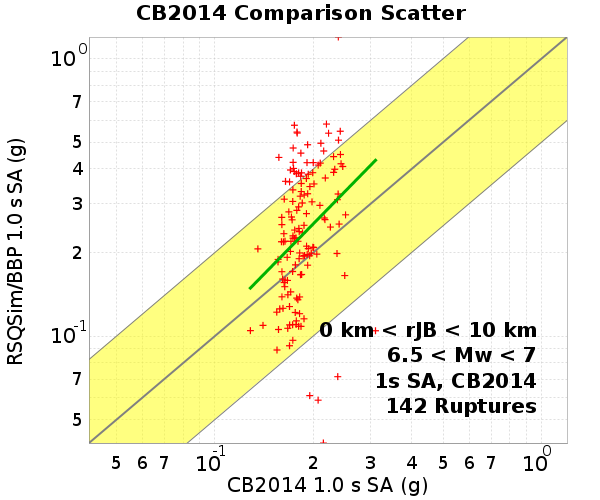 CB2014 Comparison Scatter
RSQSim/BBP 1.0 s SA (g)
10^0
7
5
4
3
2
10^-1
7
5
0 km < rJB < 10 km
6.5 < Mw < 7
1s SA, CB2014
142 Ruptures
5 6 7 10^-1 2 3 4 5 6 7 10^0
CB2014 1.0 s SA (g)